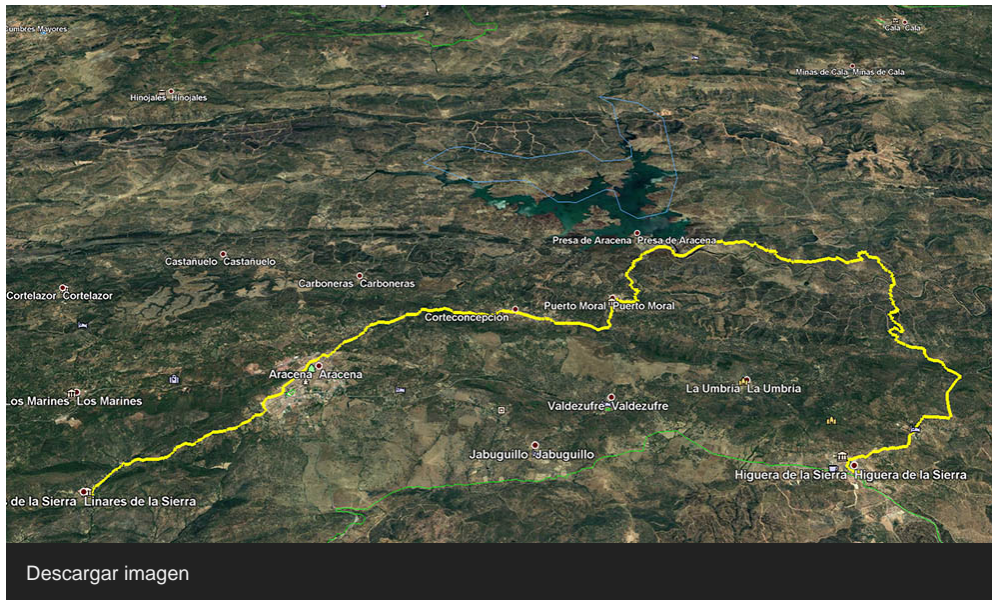 Cumbres Mayores
Cala Cala
Minas de Cala Minas de Cala
Hinojales Hinojales
Presa de Aracena Presa de Aracena
Castañuelo Castañuelo
Carboneras Carboneras
Cortelazor Cortelazor
Puerto Moral Puerto Moral
Corteconcepción
Aracena Aracena
La Umbria La Umbria
Los Marines Los Marines
Valdezufre Valdezufre
Jabuguillo Jabuguillo
Higuera de la Sierra Higuera de la Sierra
s de la Sierra Linares de la Sierra
Descargar imagen